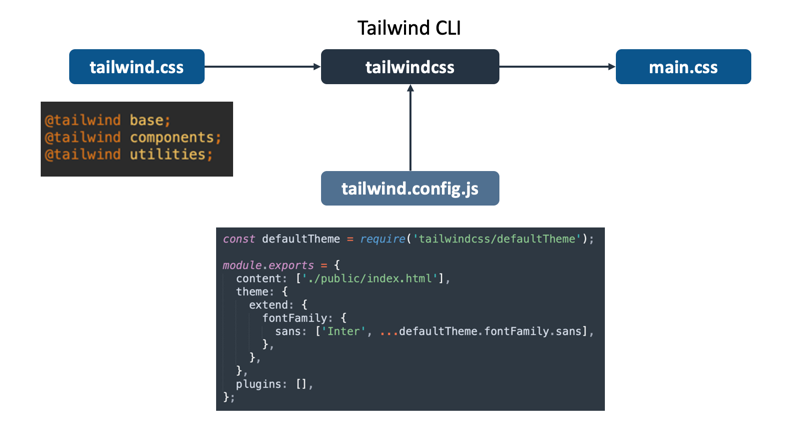 Tailwind CLI
tailwind.css
tailwindcss
main.css
@tailwind base;
@tailwind components;
@tailwind utilities;
tailwind.config.js
const defaultTheme = require('tailwindcss/defaultTheme');
module.exports = {
  content: ['./public/index.html'],
  theme: {
    extend: {
      fontFamily: {
        sans: ['Inter', ...defaultTheme.fontFamily.sans],
      },
    },
  },
  plugins: [],
};